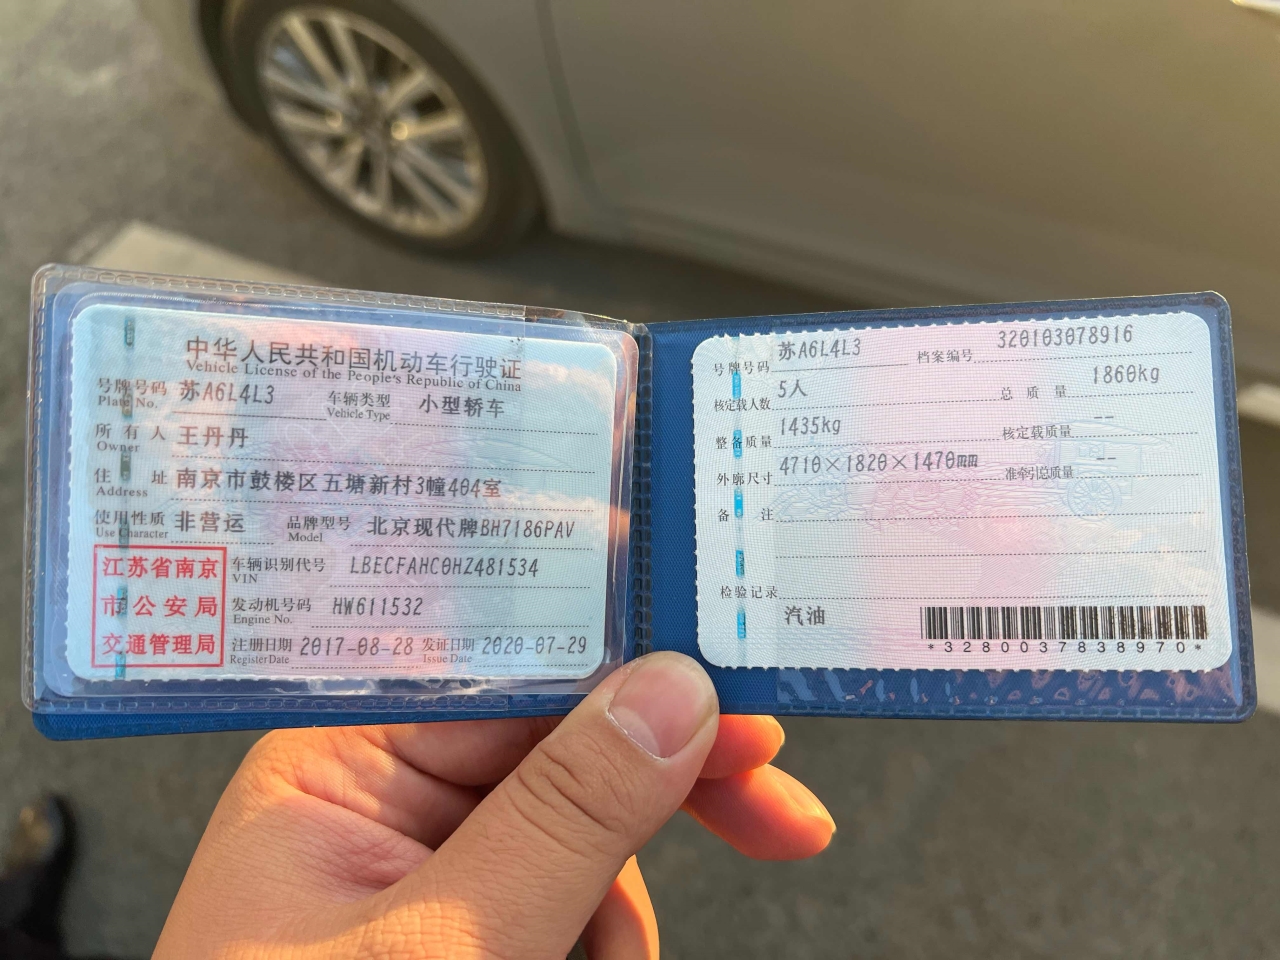 中华人民共和国机动车行驶证
Vehicle License of the People's Republic of China
号牌号码 苏A6L4L3 车辆类型 小型轿车
Plate No. Vehicle Type
所有人 王丹丹
Owner
住址 南京市鼓楼区五塘新村3幢404室
Address
使用性质 非营运 品牌型号 北京现代牌BH7186PAV
Use Character Model
江苏省南京
市公安局
交通管理局
车辆识别代号 LBECFAHC0HZ481534
VIN
发动机号码 HW611532
Engine No.
注册日期 2017-08-28 发证日期 2020-07-29
Register Date Issue Date
号牌号码 苏A6L4L3 档案编号 320103078916
核定载人数 5人 总质量 1860kg
整备质量 1435kg 核定载质量 --
外廓尺寸 4710×1820×1470mm 准牵引总质量 --
备注
检验记录
汽油
*3280037838970*